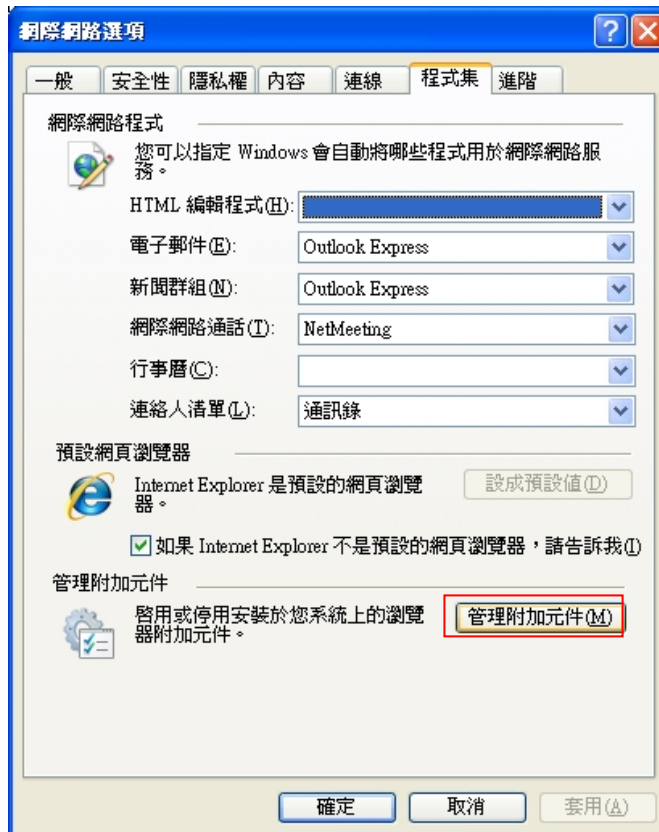 網際網路選項
一般 安全性 隱私權 內容 連線 程式集 進階
網際網路程式
您可以指定 Windows 會自動將哪些程式用於網際網路服
務。
HTML 編輯程式(H):
電子郵件(E): Outlook Express
新聞群組(N): Outlook Express
網際網路通話(T): NetMeeting
行事曆(C):
連絡人清單(L): 通訊錄
預設網頁瀏覽器
Internet Explorer 是預設的網頁瀏覽
器。
設成預設值(D)
如果 Internet Explorer 不是預設的網頁瀏覽器，請告訴我(I)
管理附加元件
啓用或停用安裝於您系統上的瀏覽
器附加元件。
管理附加元件(M)
確定 取消 套用(A)